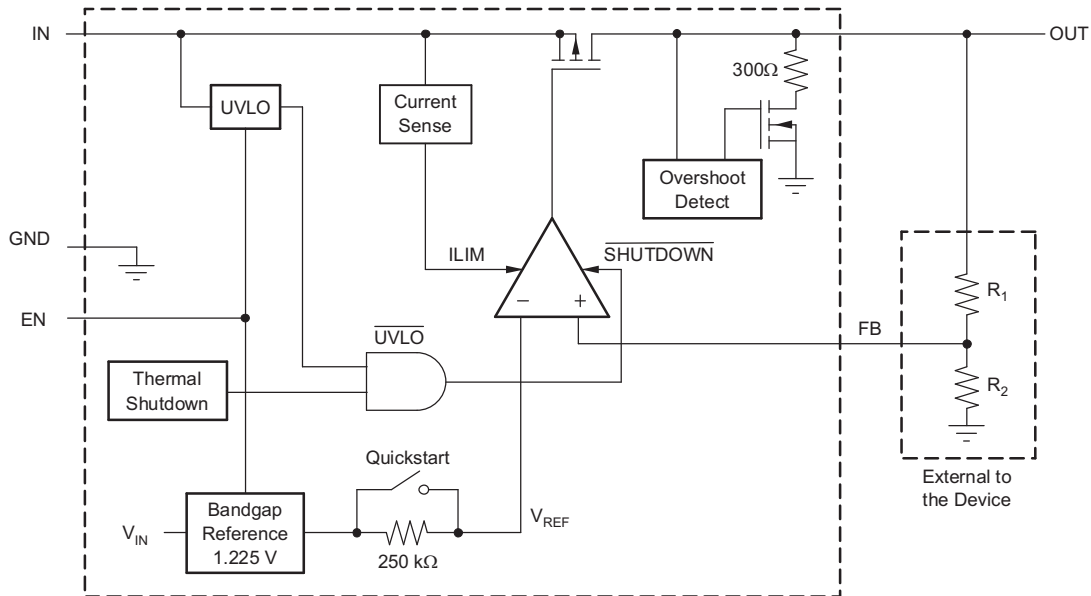 IN
OUT
300Ω
UVLO
Current
Sense
Overshoot
Detect
GND
ILIM
SHUTDOWN
R1
− +
EN
UVLO
FB
Thermal
Shutdown
R2
Quickstart
External to
the Device
Bandgap
Reference
1.225 V
VIN
VREF
250 kΩ